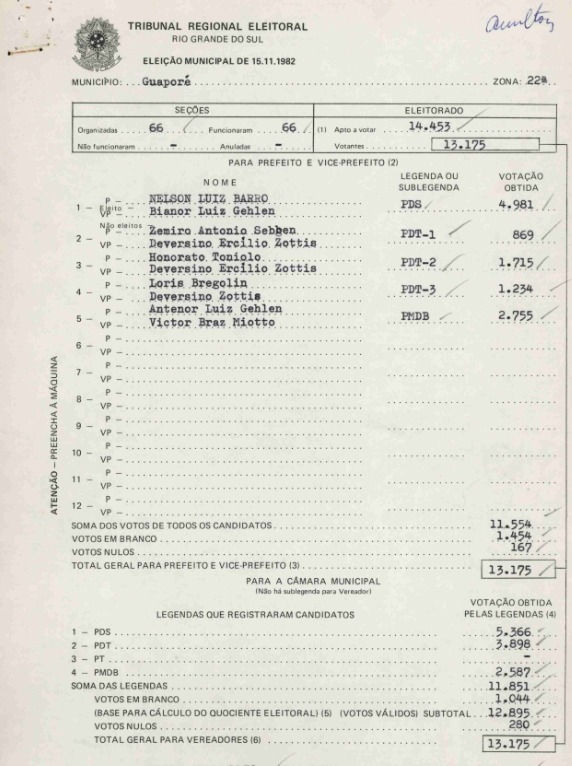 Amilton
TRIBUNAL REGIONAL ELEITORAL
RIO GRANDE DO SUL
ELEIÇÃO MUNICIPAL DE 15.11.1982
MUNICÍPIO: Guaporé ZONA: 22ª
SEÇÕES ELEITORADO
Organizadas 66 Funcionaram 66 (1) Apto a votar 14.453
Não funcionaram - Anuladas - Votantes 13.175
PARA PREFEITO E VICE-PREFEITO (2)
NOME LEGENDA OU SUBLEGENDA VOTAÇÃO OBTIDA
1 - Eleito - P - NELSON LUIZ BARRO PDS 4.981
VP - Bianor Luiz Gehlen
Não eleitos
2 - P - Zemiro Antonio Sebben PDT-1 869
VP - Deversino Ercilio Zottis
3 - P - Honorato Toniolo PDT-2 1.715
VP - Deversino Ercilio Zottis
4 - P - Loris Bregolin PDT-3 1.234
VP - Deversino Zottis
5 - P - Antenor Luiz Gehlen PMDB 2.755
VP - Victor Braz Miotto
6 - P -
VP -
7 - P -
VP -
8 - P -
VP -
9 - P -
VP -
10 - P -
VP -
11 - P -
VP -
12 - P -
VP -
ATENÇÃO - PREENCHA À MÁQUINA
SOMA DOS VOTOS DE TODOS OS CANDIDATOS 11.554
VOTOS EM BRANCO 1.454
VOTOS NULOS 167
TOTAL GERAL PARA PREFEITO E VICE-PREFEITO (3) 13.175
PARA A CÂMARA MUNICIPAL
(Não há sublegenda para Vereador)
LEGENDAS QUE REGISTRARAM CANDIDATOS VOTAÇÃO OBTIDA PELAS LEGENDAS (4)
1 - PDS 5.366
2 - PDT 3.898
3 - PT -
4 - PMDB 2.587
SOMA DAS LEGENDAS 11.851
VOTOS EM BRANCO 1.044
(BASE PARA CÁLCULO DO QUOCIENTE ELEITORAL) (5) (VOTOS VÁLIDOS) SUBTOTAL 12.895
VOTOS NULOS 280
TOTAL GERAL PARA VEREADORES (6) 13.175